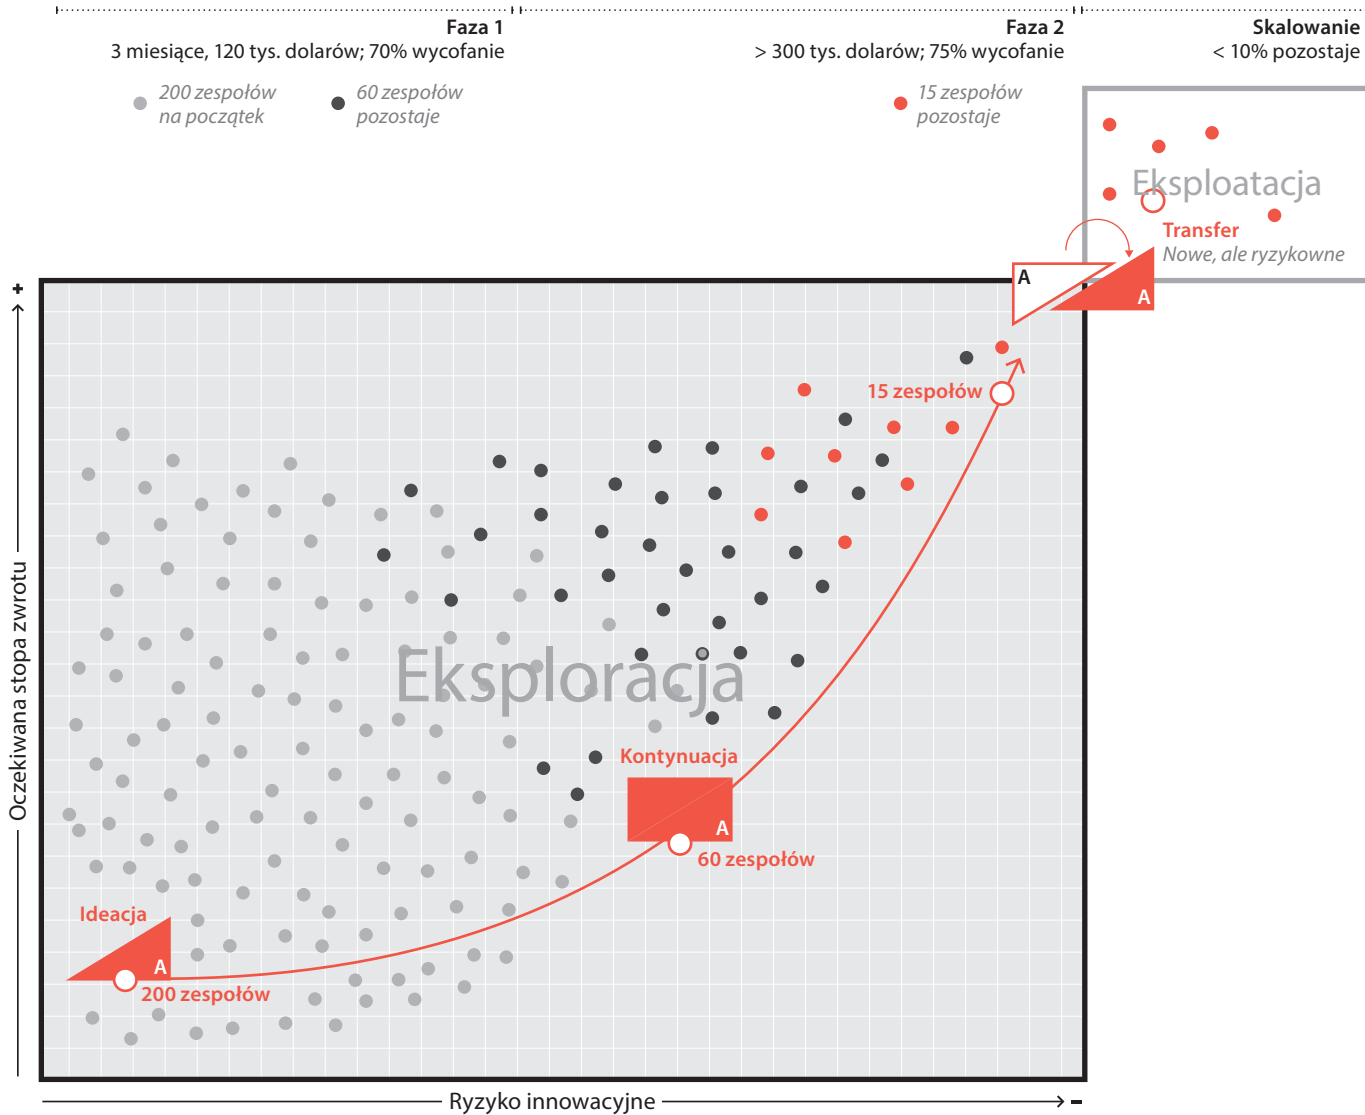 Faza 1
3 miesiące, 120 tys. dolarów; 70% wycofanie
Faza 2
> 300 tys. dolarów; 75% wycofanie
Skalowanie
< 10% pozostaje
200 zespołów
na początek
60 zespołów
pozostaje
15 zespołów
pozostaje
Eksploatacja
Transfer
Nowe, ale ryzykowne
A
A
+
Oczekiwana stopa zwrotu
15 zespołów
Eksploracja
Kontynuacja
A
60 zespołów
Ideacja
A
200 zespołów
Ryzyko innowacyjne
–